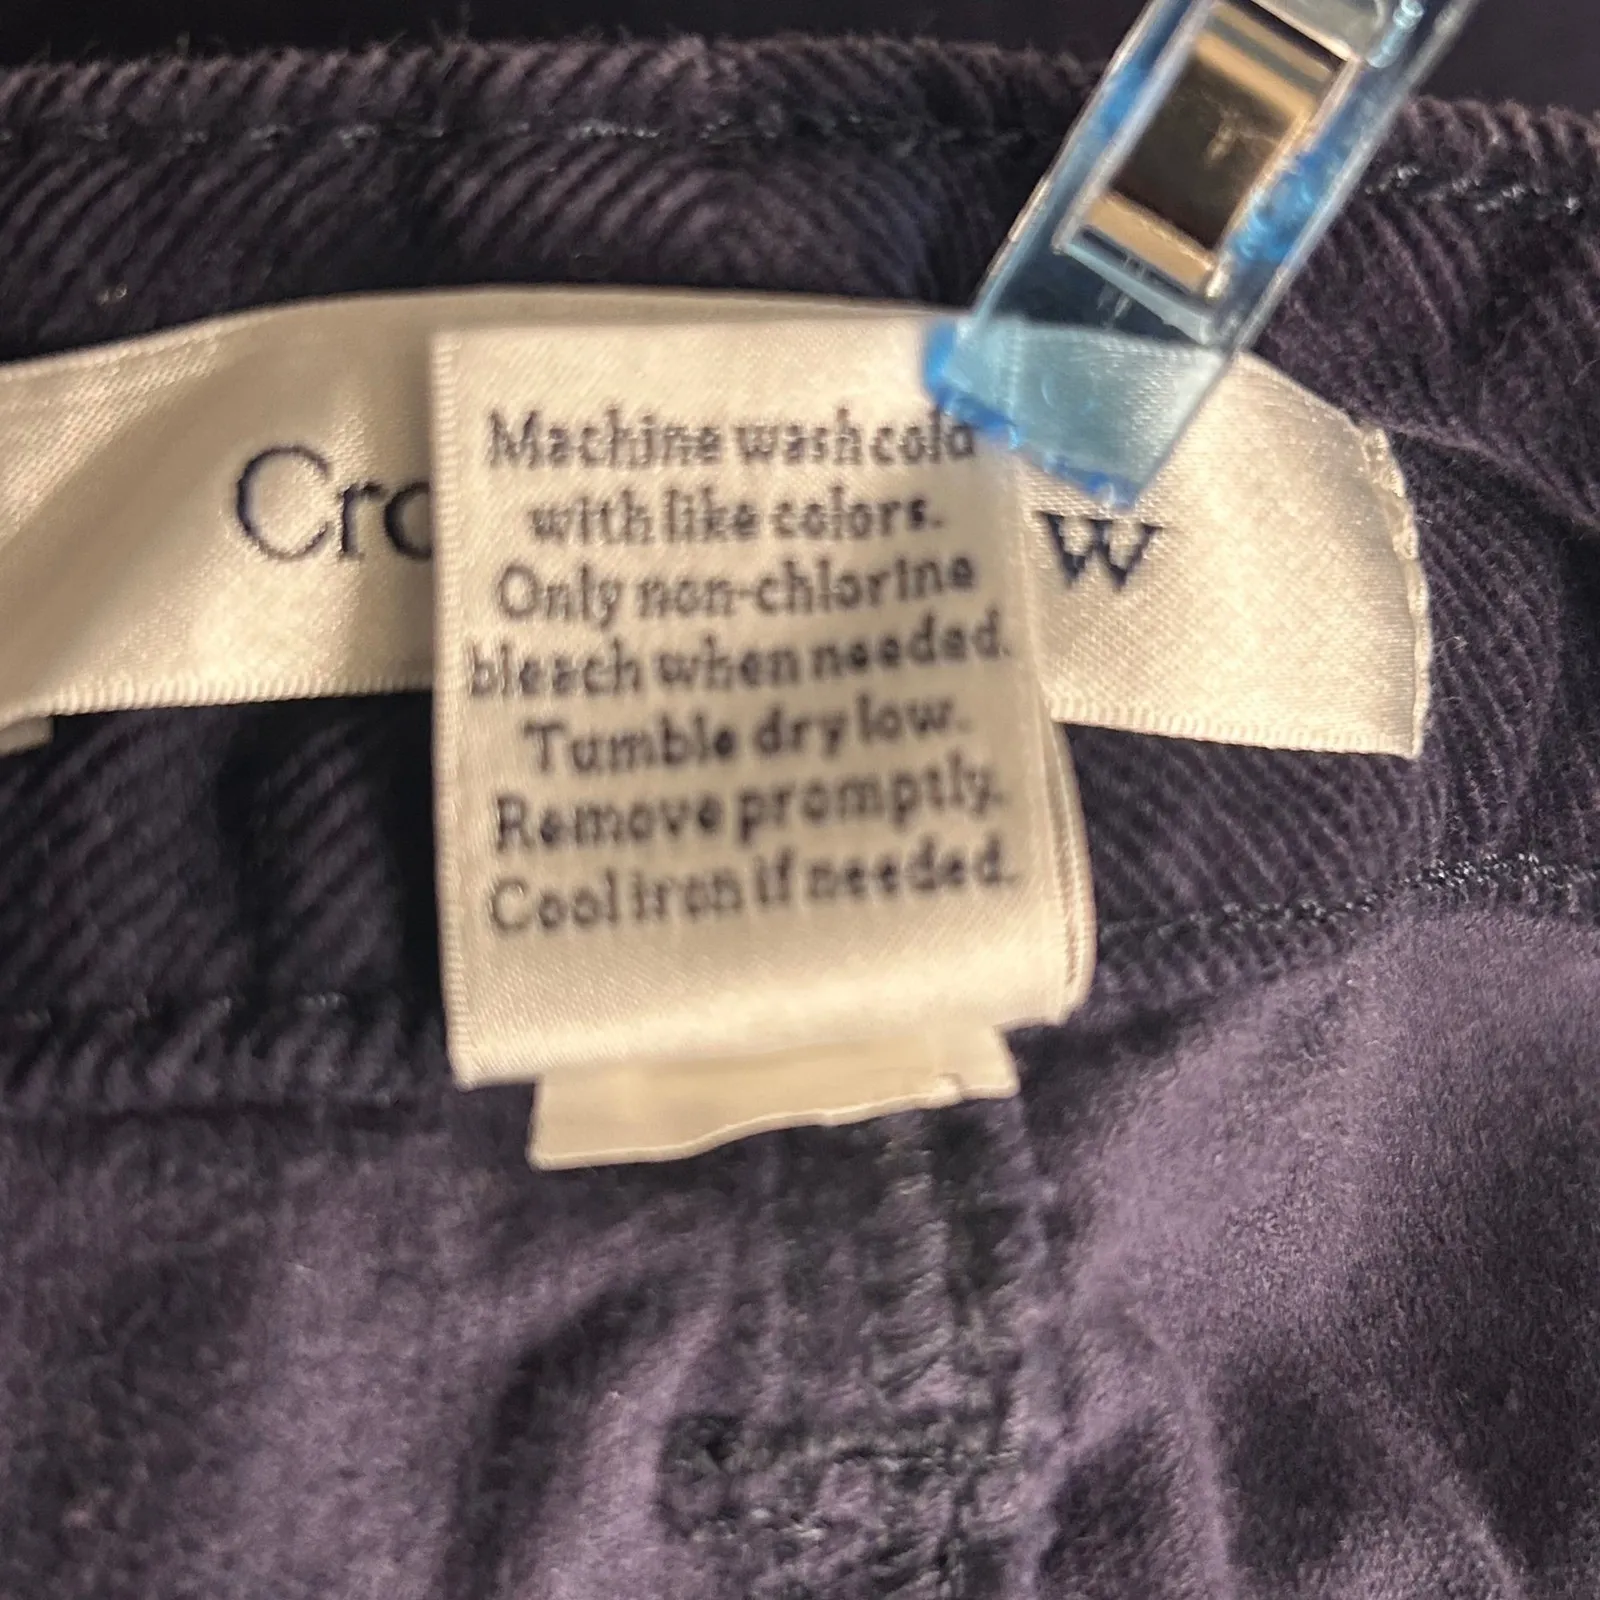 Cro w
Machine wash cold
with like colors.
Only non-chlorine
bleach when needed.
Tumble dry low.
Remove promptly.
Cool iron if needed.